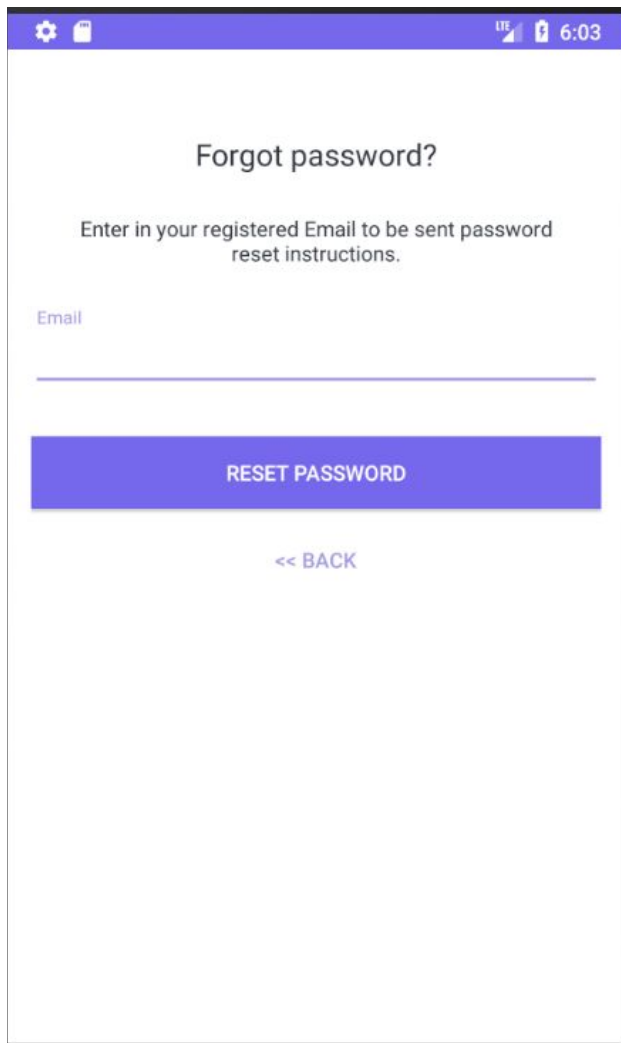 LTE 6:03
Forgot password?
Enter in your registered Email to be sent password
reset instructions.
Email
RESET PASSWORD
<< BACK